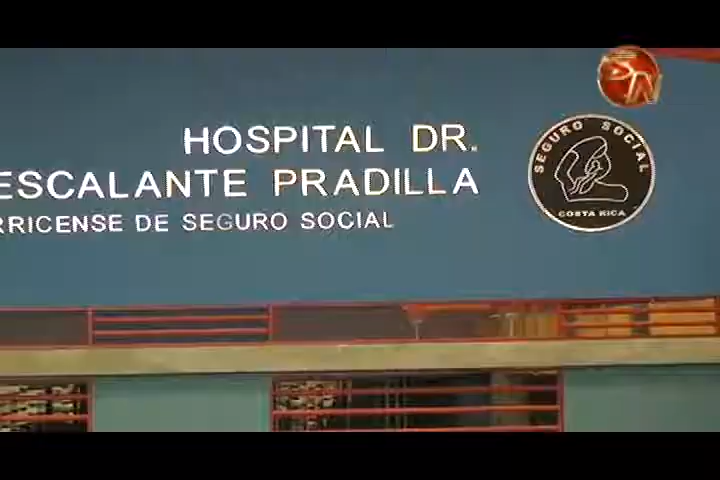 HOSPITAL DR.
ESCALANTE PRADILLA
RRICENSE DE SEGURO SOCIAL
SEGURO SOCIAL
COSTA RICA